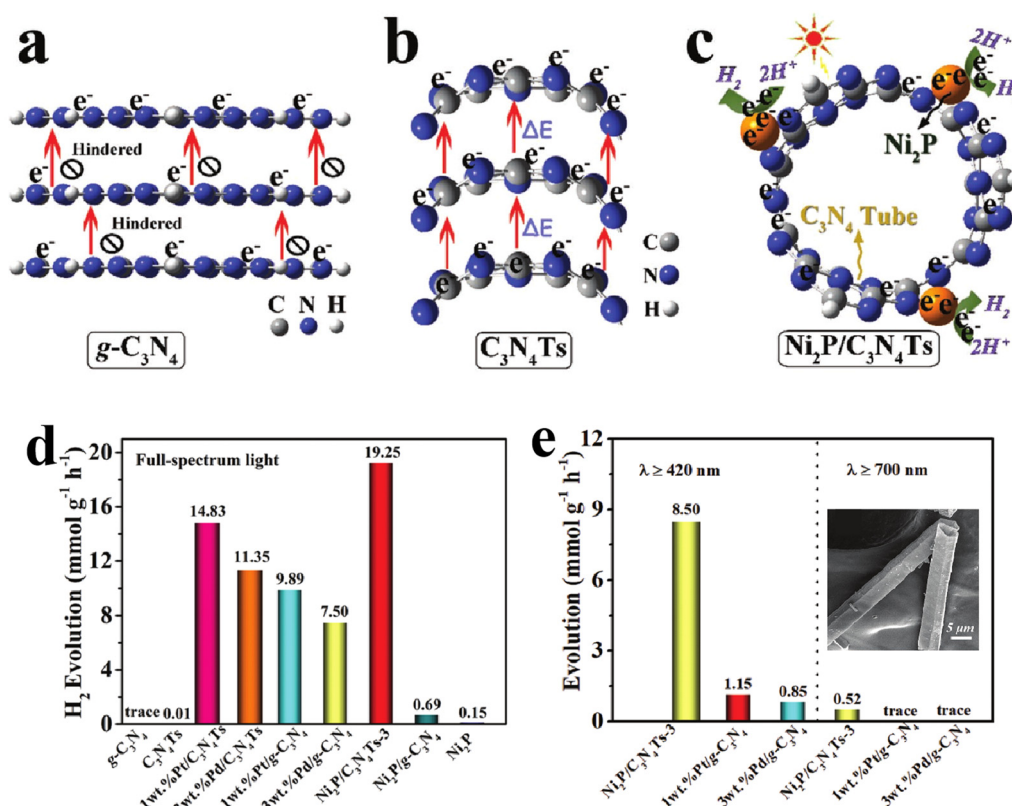 a
e⁻ e⁻ e⁻
Hindered
e⁻ e⁻ e⁻
Hindered
e⁻ e⁻ e⁻
C N H
g-C₃N₄
b
e⁻ e⁻ e⁻
ΔE
e⁻ e⁻ e⁻
ΔE
e e e⁻
C
N
H
C₃N₄Ts
c
H₂ 2H⁺
2H⁺
H
e⁻ e⁻ e⁻ e⁻
Ni₂P
C₃N₄ Tube
e⁻ e⁻ e⁻
H₂
2H⁺
Ni₂P/C₃N₄Ts
d
Full-spectrum light
H₂ Evolution (mmol g⁻¹ h⁻¹)
20
16
12
8
4
0
trace 0.01 14.83 11.35 9.89 7.50 19.25 0.69 0.15
g-C₃N₄
C₃N₄Ts
1wt.%Pt/C₃N₄Ts
3wt.%Pd/C₃N₄Ts
1wt.%Pt/g-C₃N₄
3wt.%Pd/g-C₃N₄
Ni₂P/C₃N₄Ts-3
Ni₂P/g-C₃N₄
Ni₂P
e
λ ≥ 420 nm λ ≥ 700 nm
Evolution (mmol g⁻¹ h⁻¹)
12
9
6
3
0
8.50 1.15 0.85 0.52 trace trace
5 μm
Ni₂P/C₃N₄Ts-3
1wt.%Pt/g-C₃N₄
3wt.%Pd/g-C₃N₄
Ni₂P/C₃N₄Ts-3
1wt.%Pt/g-C₃N₄
3wt.%Pd/g-C₃N₄